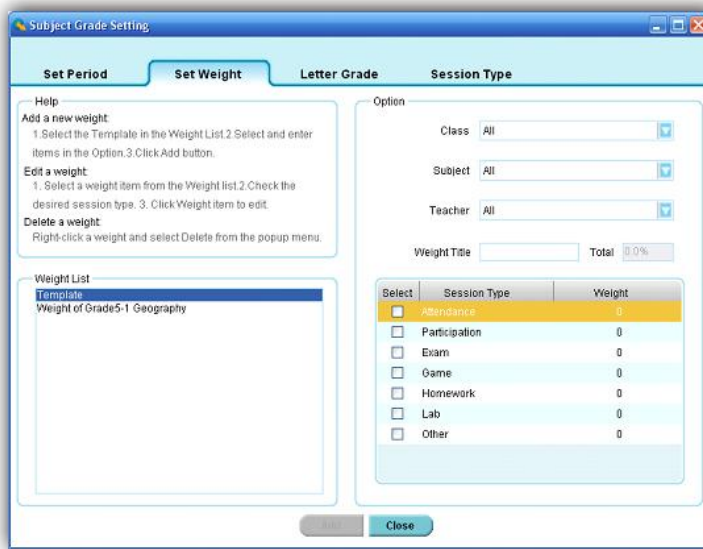 Subject Grade Setting
Set Period
Set Weight
Letter Grade
Session Type
Help
Add a new weight:
1.Select the Template in the Weight List.2.Select and enter
items in the Option.3.Click Add button.
Edit a weight:
1. Select a weight item from the Weight list.2.Check the
desired session type. 3. Click Weight item to edit.
Delete a weight:
Right-click a weight and select Delete from the popup menu.
Weight List
Template
Weight of Grade5-1 Geography
Option
Class All
Subject All
Teacher All
Weight Title Total 0.0%
Select Session Type Weight
Attendance 0
Participation 0
Exam 0
Game 0
Homework 0
Lab 0
Other 0
Add Close